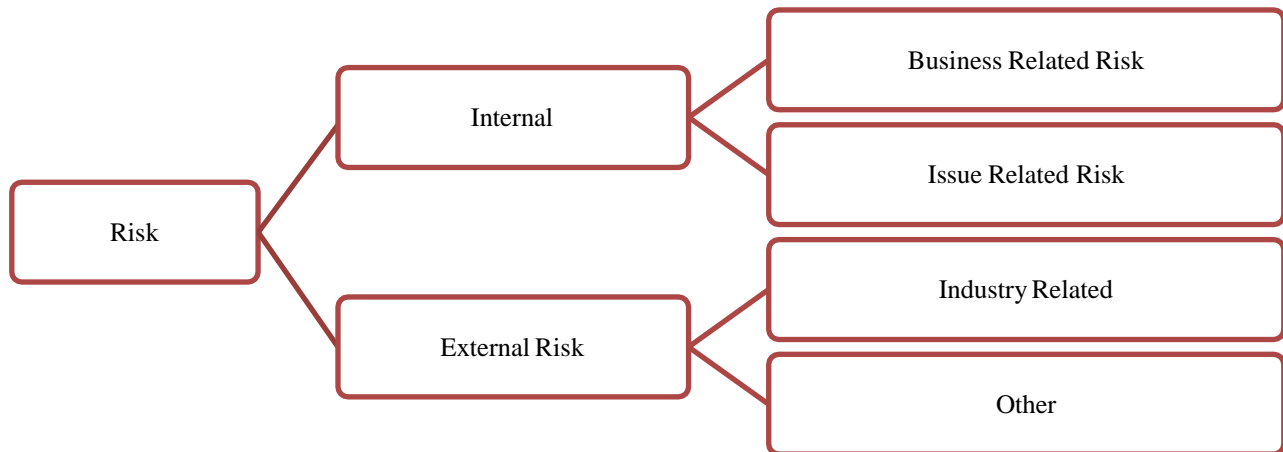 Risk
Internal
Business Related Risk
Issue Related Risk
External Risk
Industry Related
Other